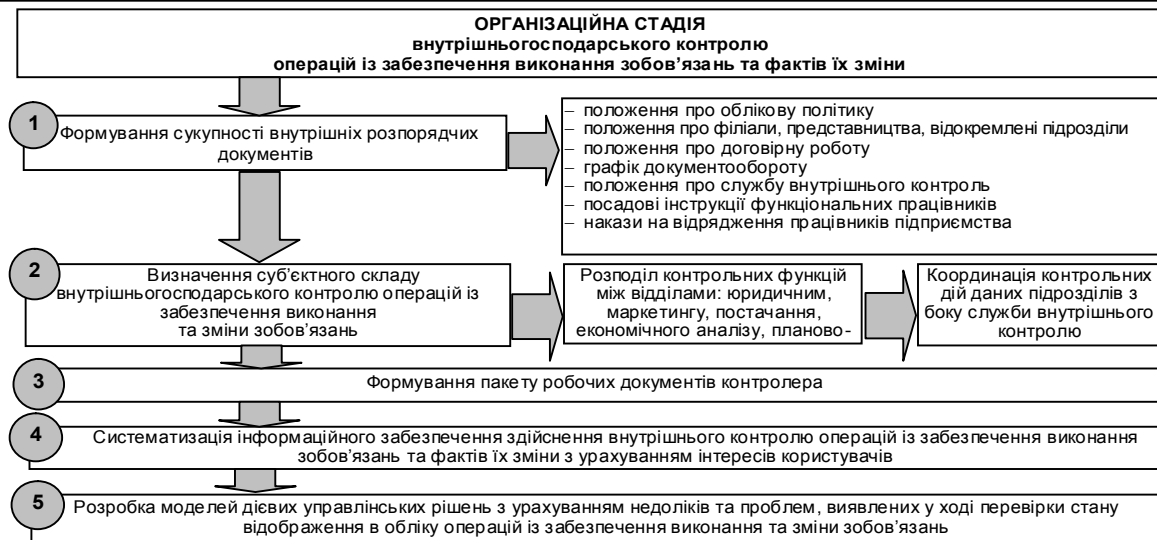 ОРГАНІЗАЦІЙНА СТАДІЯ
внутрішньогосподарського контролю
операцій із забезпечення виконання зобов'язань та фактів їх зміни
1
Формування сукупності внутрішніх розпорядчих
документів
– положення про облікову політику
– положення про філіали, представництва, відокремлені підрозділи
– положення про договірну роботу
– графік документообороту
– положення про службу внутрішнього контроль
– посадові інструкції функціональних працівників
– накази на відрядження працівників підприємства
2
Визначення суб'єктного складу
внутрішньогосподарського контролю операцій із
забезпечення виконання
та зміни зобов'язань
Розподіл контрольних функцій
між відділами: юридичним,
маркетингу, постачання,
економічного аналізу, планово-
Координація контрольних
дій даних підрозділів з
боку служби внутрішнього
контролю
3
Формування пакету робочих документів контролера
4
Систематизація інформаційного забезпечення здійснення внутрішнього контролю операцій із забезпечення виконання
зобов'язань та фактів їх зміни з урахуванням інтересів користувачів
5
Розробка моделей дієвих управлінських рішень з урахуванням недоліків та проблем, виявлених у ході перевірки стану
відображення в обліку операцій із забезпечення виконання та зміни зобов'язань